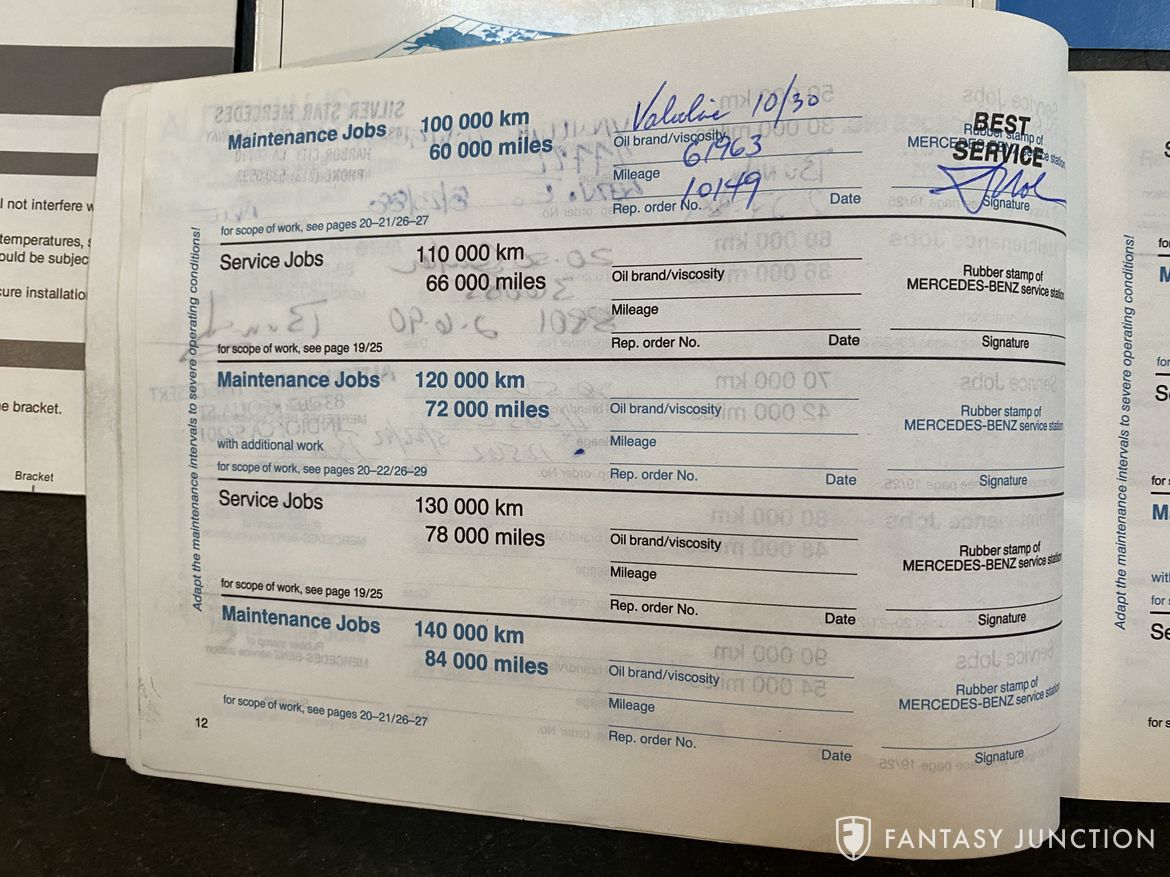 l not interfere w
temperatures, s
ould be subjec
cure installatio
e bracket.
Bracket
Adapt the maintenance intervals to severe operating conditions!
Maintenance Jobs
100 000 km
60 000 miles
for scope of work, see pages 20–21/26–27
10/30
Oil brand/viscosity
61963
Mileage
10149
Rep. order No.
Date
BEST
SERVICE
Rubber stamp of
MERCEDES-BENZ service station
Signature
Service Jobs
110 000 km
66 000 miles
for scope of work, see page 19/25
Oil brand/viscosity
Mileage
Rep. order No.
Date
Rubber stamp of
MERCEDES-BENZ service station
Signature
Maintenance Jobs
120 000 km
72 000 miles
with additional work
for scope of work, see pages 20–22/26–29
Oil brand/viscosity
Mileage
Rep. order No.
Date
Rubber stamp of
MERCEDES-BENZ service station
Signature
Service Jobs
130 000 km
78 000 miles
for scope of work, see page 19/25
Oil brand/viscosity
Mileage
Rep. order No.
Date
Rubber stamp of
MERCEDES-BENZ service station
Signature
Maintenance Jobs
140 000 km
84 000 miles
for scope of work, see pages 20–21/26–27
Oil brand/viscosity
Mileage
Rep. order No.
Date
Rubber stamp of
MERCEDES-BENZ service station
Signature
12
Adapt the maintenance intervals to severe operating conditions!
FANTASY JUNCTION